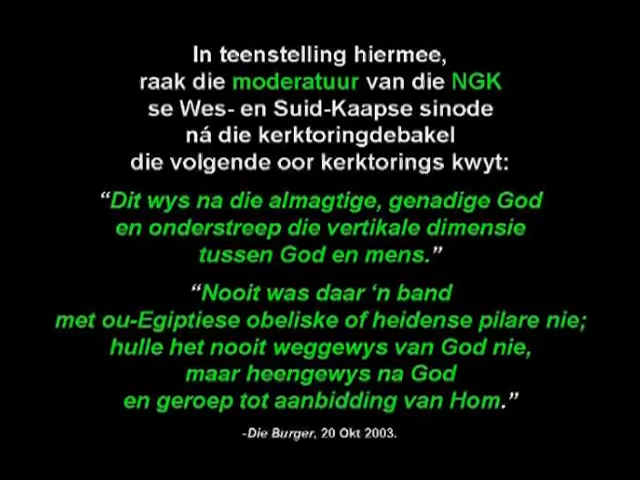 In teenstelling hiermee,
raak die moderatuur van die NGK
se Wes- en Suid-Kaapse sinode
ná die kerktoringdebakel
die volgende oor kerktorings kwyt:
“Dit wys na die almagtige, genadige God
en onderstreep die vertikale dimensie
tussen God en mens.”
“Nooit was daar ‘n band
met ou-Egiptiese obeliske of heidense pilare nie;
hulle het nooit weggewys van God nie,
maar heengewys na God
en geroep tot aanbidding van Hom.”
-Die Burger, 20 Okt 2003.